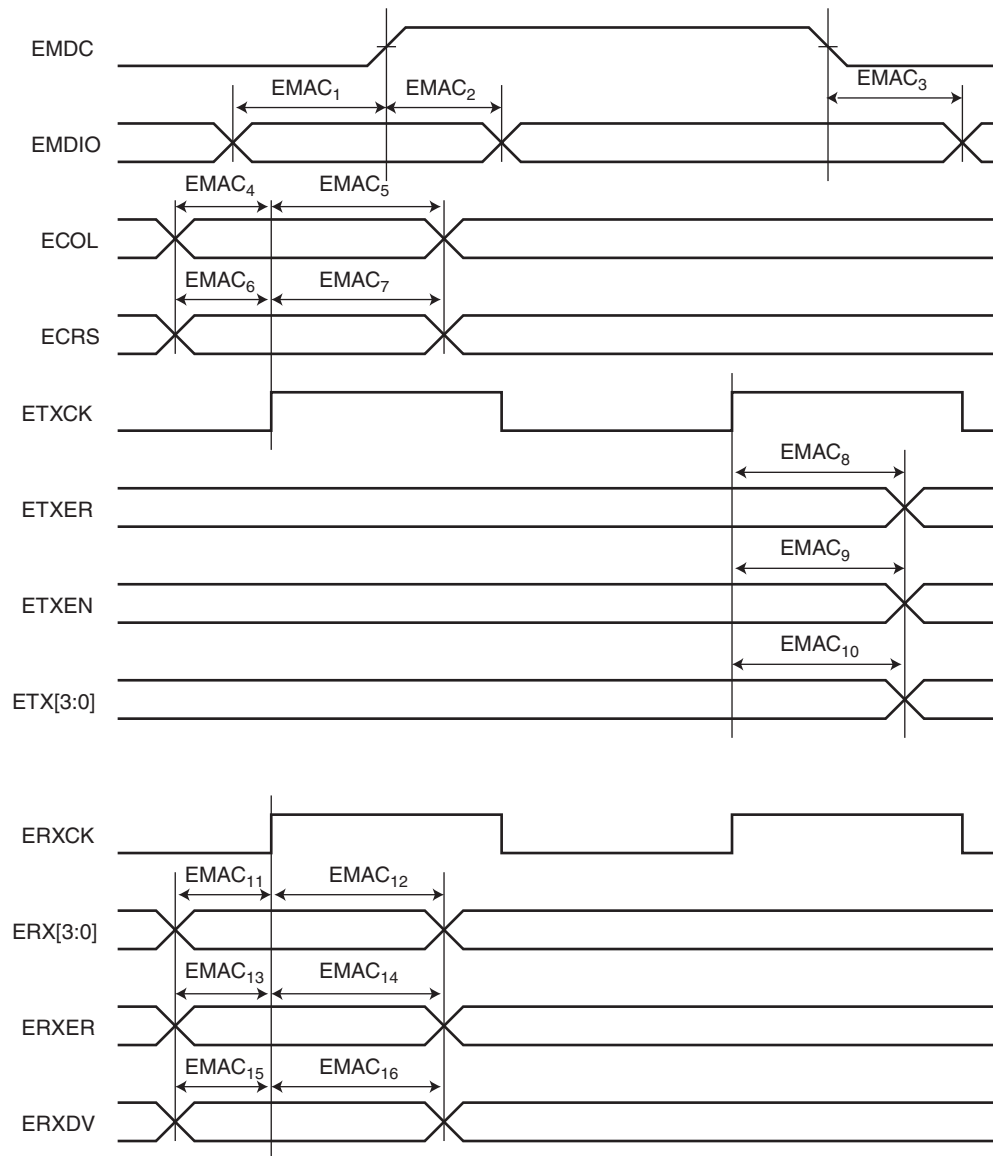 EMDC
EMAC1 EMAC2 EMAC3
EMDIO
EMAC4 EMAC5
ECOL
EMAC6 EMAC7
ECRS
ETXCK
EMAC8
ETXER
EMAC9
ETXEN
EMAC10
ETX[3:0]
ERXCK
EMAC11 EMAC12
ERX[3:0]
EMAC13 EMAC14
ERXER
EMAC15 EMAC16
ERXDV